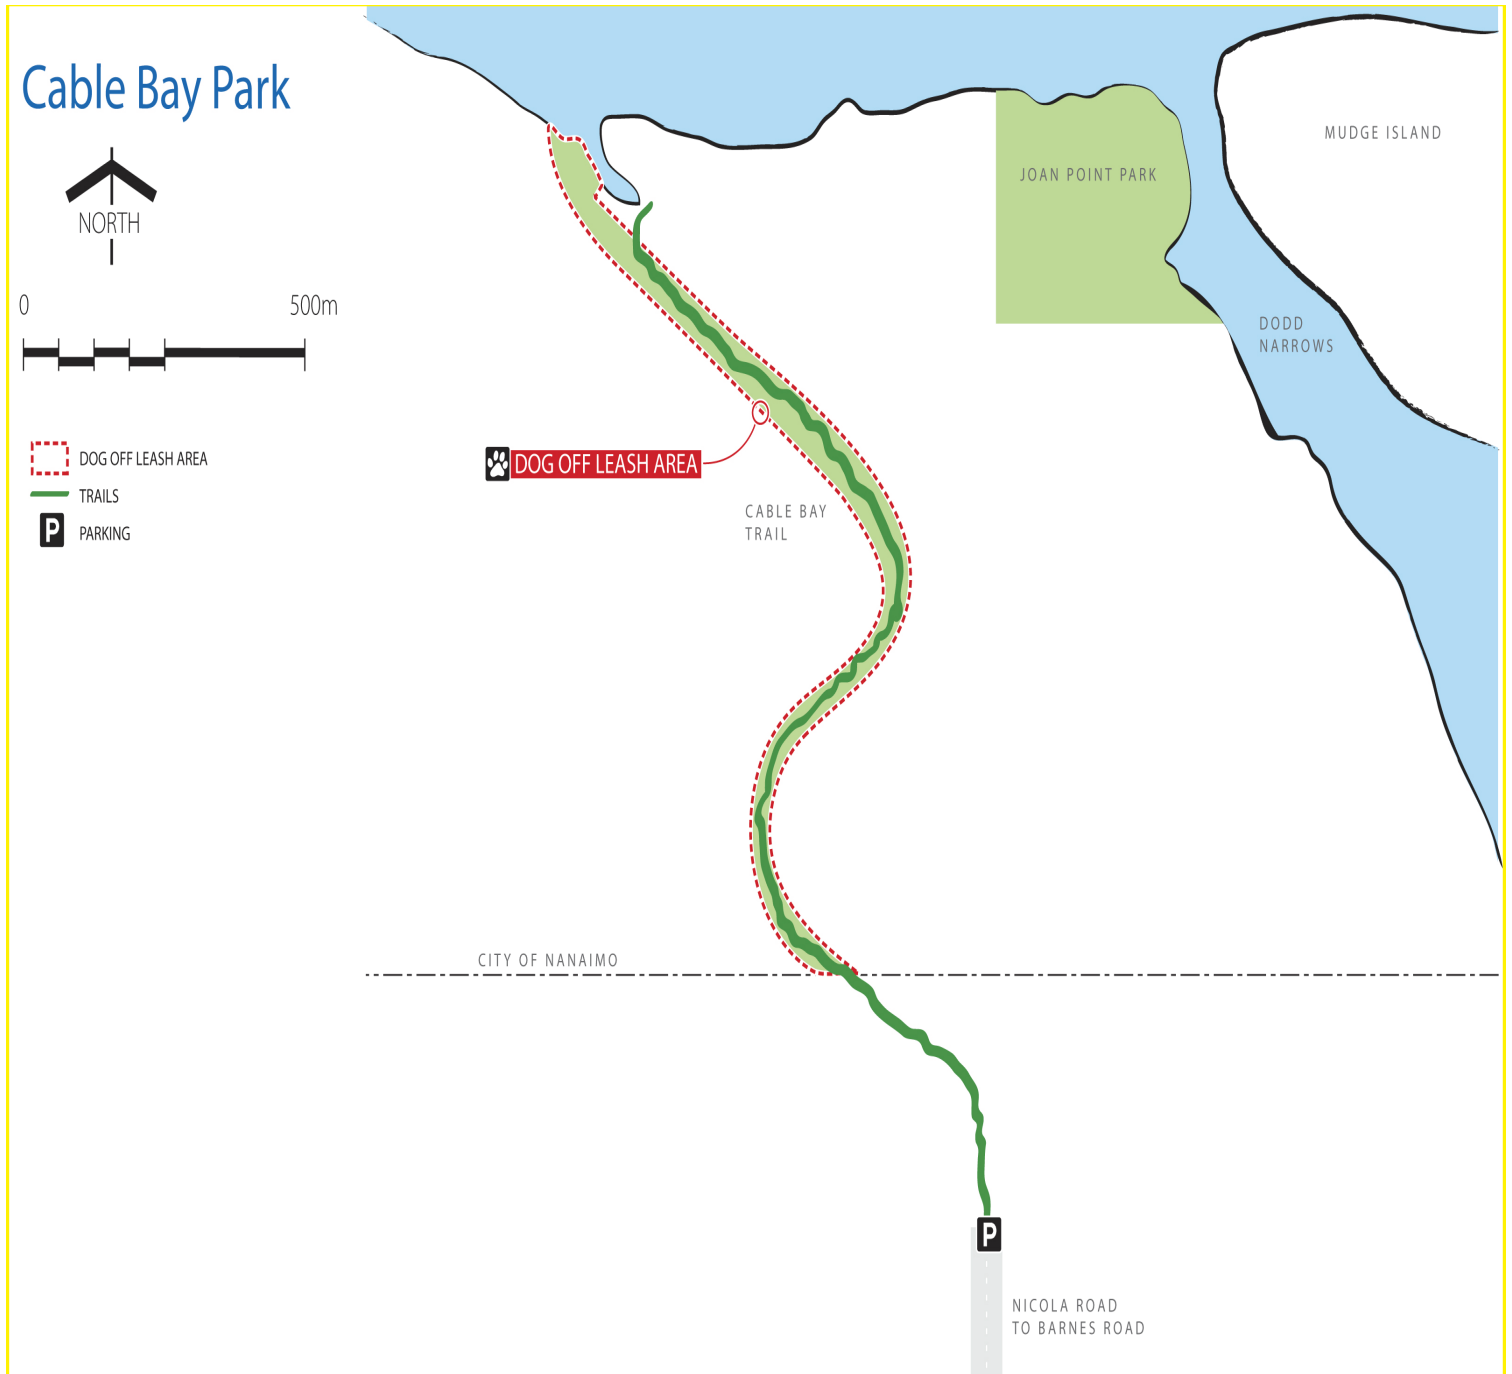 Cable Bay Park
NORTH
0 500m
DOG OFF LEASH AREA
TRAILS
P PARKING
MUDGE ISLAND
JOAN POINT PARK
DODD
NARROWS
DOG OFF LEASH AREA
CABLE BAY
TRAIL
CITY OF NANAIMO
P
NICOLA ROAD
TO BARNES ROAD